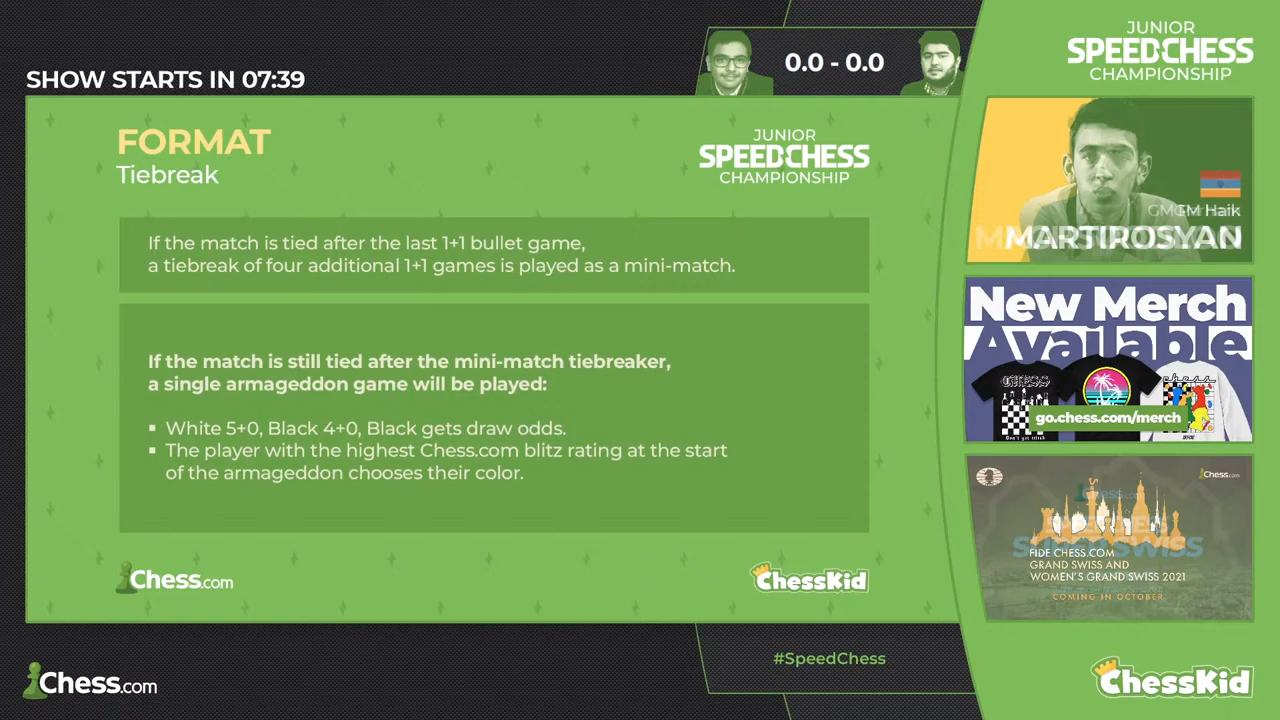 SHOW STARTS IN 07:39
0.0 - 0.0
JUNIOR
SPEEDCHESS
CHAMPIONSHIP
FORMAT
Tiebreak
JUNIOR
SPEEDCHESS
CHAMPIONSHIP
If the match is tied after the last 1+1 bullet game,
a tiebreak of four additional 1+1 games is played as a mini-match.
If the match is still tied after the mini-match tiebreaker,
a single armageddon game will be played:
▪ White 5+0, Black 4+0, Black gets draw odds.
▪ The player with the highest Chess.com blitz rating at the start
of the armageddon chooses their color.
Chess.com
ChessKid
GM Haik
MARTIROSYAN
New Merch
Available
CHESS
Don't get stuck
chess
go.chess.com/merch
Chess.com
FIDE CHESS.COM
GRAND SWISS AND
WOMEN'S GRAND SWISS 2021
COMING IN OCTOBER
#SpeedChess
Chess.com
ChessKid